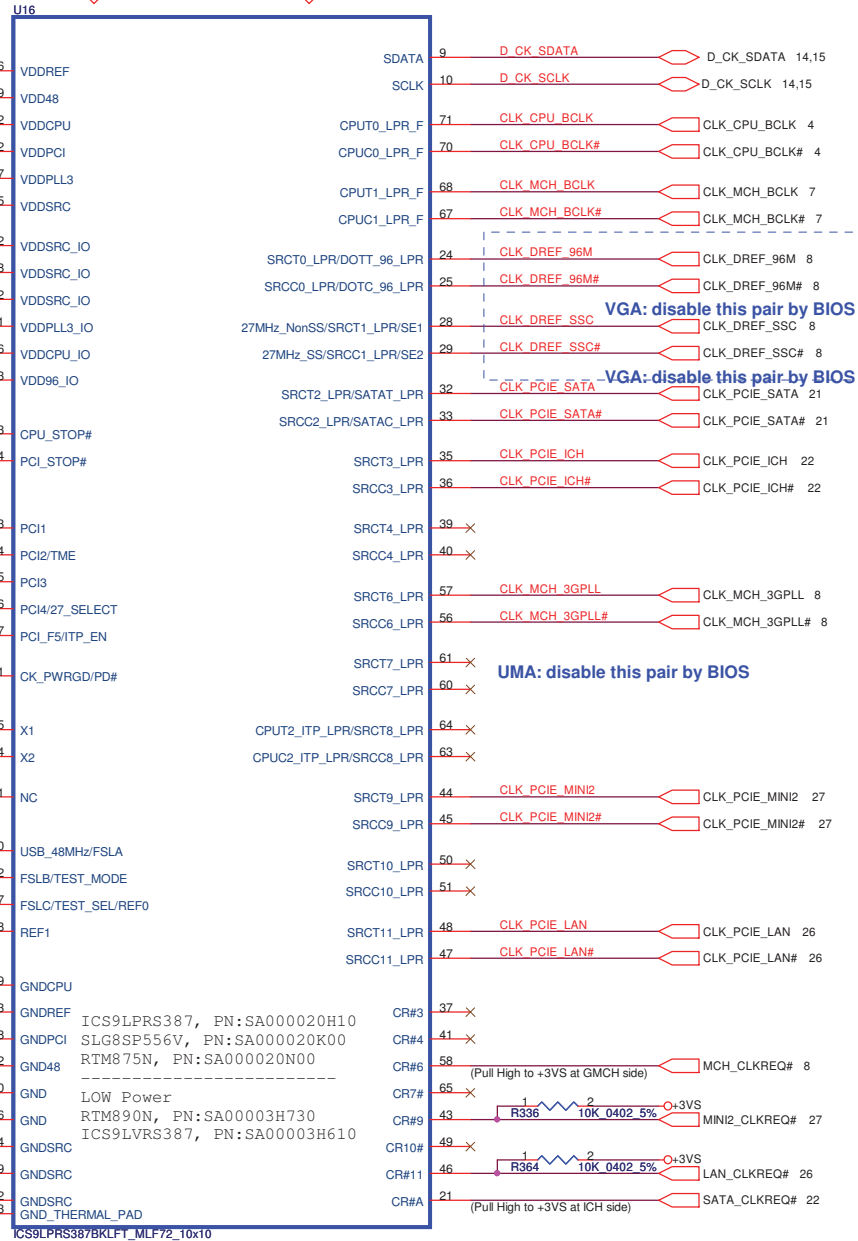 U16
SDATA 9 D_CK_SDATA D_CK_SDATA 14,15
VDDREF
SCLK 10 D_CK_SCLK D_CK_SCLK 14,15
VDD48
VDDCPU CPUT0_LPR_F 71 CLK_CPU_BCLK CLK_CPU_BCLK 4
VDDPCI CPUC0_LPR_F 70 CLK_CPU_BCLK# CLK_CPU_BCLK# 4
VDDPLL3
CPUT1_LPR_F 68 CLK_MCH_BCLK CLK_MCH_BCLK 7
VDDSRC
CPUC1_LPR_F 67 CLK_MCH_BCLK# CLK_MCH_BCLK# 7
VDDSRC_IO
SRCT0_LPR/DOTT_96_LPR 24 CLK_DREF_96M CLK_DREF_96M 8
VDDSRC_IO
SRCC0_LPR/DOTC_96_LPR 25 CLK_DREF_96M# CLK_DREF_96M# 8
VDDSRC_IO
VGA: disable this pair by BIOS
VDDPLL3_IO 27MHz_NonSS/SRCT1_LPR/SE1 28 CLK_DREF_SSC CLK_DREF_SSC 8
VDDCPU_IO 27MHz_SS/SRCC1_LPR/SE2 29 CLK_DREF_SSC# CLK_DREF_SSC# 8
VGA: disable this pair by BIOS
VDD96_IO
SRCT2_LPR/SATAT_LPR 32 CLK_PCIE_SATA CLK_PCIE_SATA 21
SRCC2_LPR/SATAC_LPR 33 CLK_PCIE_SATA# CLK_PCIE_SATA# 21
CPU_STOP#
PCI_STOP# SRCT3_LPR 35 CLK_PCIE_ICH CLK_PCIE_ICH 22
SRCC3_LPR 36 CLK_PCIE_ICH# CLK_PCIE_ICH# 22
PCI1 SRCT4_LPR 39
PCI2/TME SRCC4_LPR 40
PCI3
SRCT6_LPR 57 CLK_MCH_3GPLL CLK_MCH_3GPLL 8
PCI4/27_SELECT
SRCC6_LPR 56 CLK_MCH_3GPLL# CLK_MCH_3GPLL# 8
PCI_F5/ITP_EN
SRCT7_LPR 61
UMA: disable this pair by BIOS
CK_PWRGD/PD#
SRCC7_LPR 60
X1 CPUT2_ITP_LPR/SRCT8_LPR 64
X2 CPUC2_ITP_LPR/SRCC8_LPR 63
NC SRCT9_LPR 44 CLK_PCIE_MINI2 CLK_PCIE_MINI2 27
SRCC9_LPR 45 CLK_PCIE_MINI2# CLK_PCIE_MINI2# 27
USB_48MHz/FSLA
SRCT10_LPR 50
FSLB/TEST_MODE
SRCC10_LPR 51
FSLC/TEST_SEL/REF0
REF1 SRCT11_LPR 48 CLK_PCIE_LAN CLK_PCIE_LAN 26
SRCC11_LPR 47 CLK_PCIE_LAN# CLK_PCIE_LAN# 26
GNDCPU
GNDREF CR#3 37
ICS9LPRS387, PN:SA000020H10
GNDPCI SLG8SP556V, PN:SA000020K00 CR#4 41
GND48 RTM875N, PN:SA000020N00 CR#6 58 MCH_CLKREQ# 8
(Pull High to +3VS at GMCH side)
-------------------------
GND LOW Power CR7# 65
1 2 +3VS
R336 10K_0402_5%
GND RTM890N, PN:SA00003H730 CR#9 43 MINI2_CLKREQ# 27
ICS9LVRS387, PN:SA00003H610
GNDSRC CR10# 49
1 2 +3VS
R364 10K_0402_5%
GNDSRC CR#11 46 LAN_CLKREQ# 26
GNDSRC CR#A 21 SATA_CLKREQ# 22
(Pull High to +3VS at ICH side)
GND_THERMAL_PAD
ICS9LPRS387BKLFT_MLF72_10x10